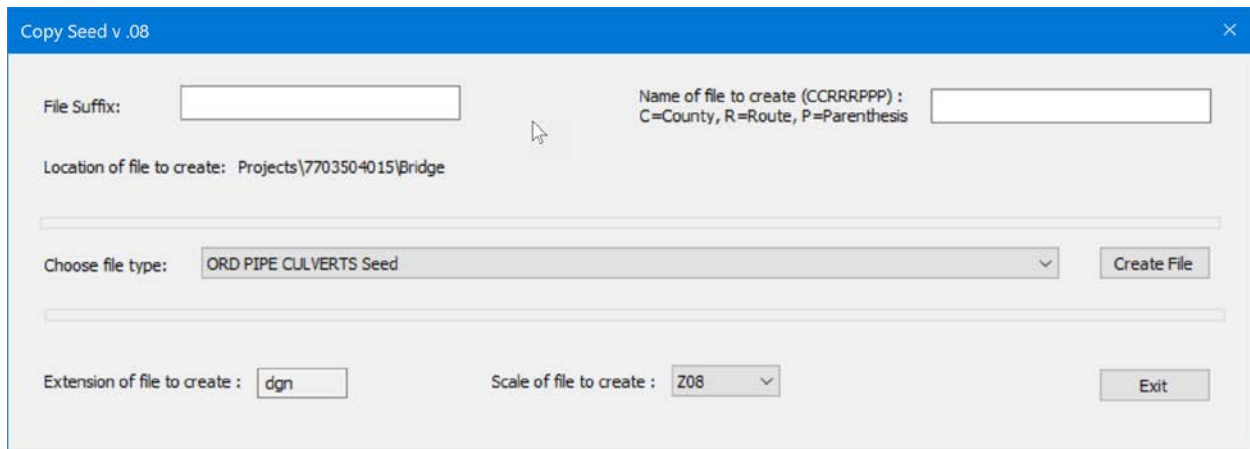 Copy Seed v .08
File Suffix:
Name of file to create (CCRRRPPP) :
C=County, R=Route, P=Parenthesis
Location of file to create: Projects\7703504015\Bridge
Choose file type: ORD PIPE CULVERTS Seed Create File
Extension of file to create : dgn Scale of file to create : Z08 Exit